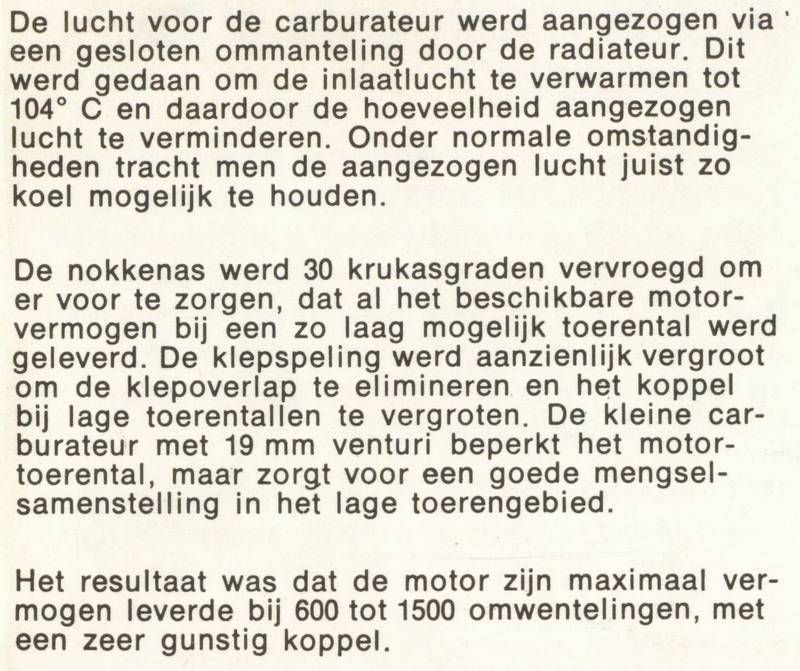 De lucht voor de carburateur werd aangezogen via
een gesloten ommanteling door de radiateur. Dit
werd gedaan om de inlaatlucht te verwarmen tot
104° C en daardoor de hoeveelheid aangezogen
lucht te verminderen. Onder normale omstandig-
heden tracht men de aangezogen lucht juist zo
koel mogelijk te houden.
De nokkenas werd 30 krukasgraden vervroegd om
er voor te zorgen, dat al het beschikbare motor-
vermogen bij een zo laag mogelijk toerental werd
geleverd. De klepspeling werd aanzienlijk vergroot
om de klepoverlap te elimineren en het koppel
bij lage toerentallen te vergroten. De kleine car-
burateur met 19 mm venturi beperkt het motor-
toerental, maar zorgt voor een goede mengsel-
samenstelling in het lage toerengebied.
Het resultaat was dat de motor zijn maximaal ver-
mogen leverde bij 600 tot 1500 omwentelingen, met
een zeer gunstig koppel.